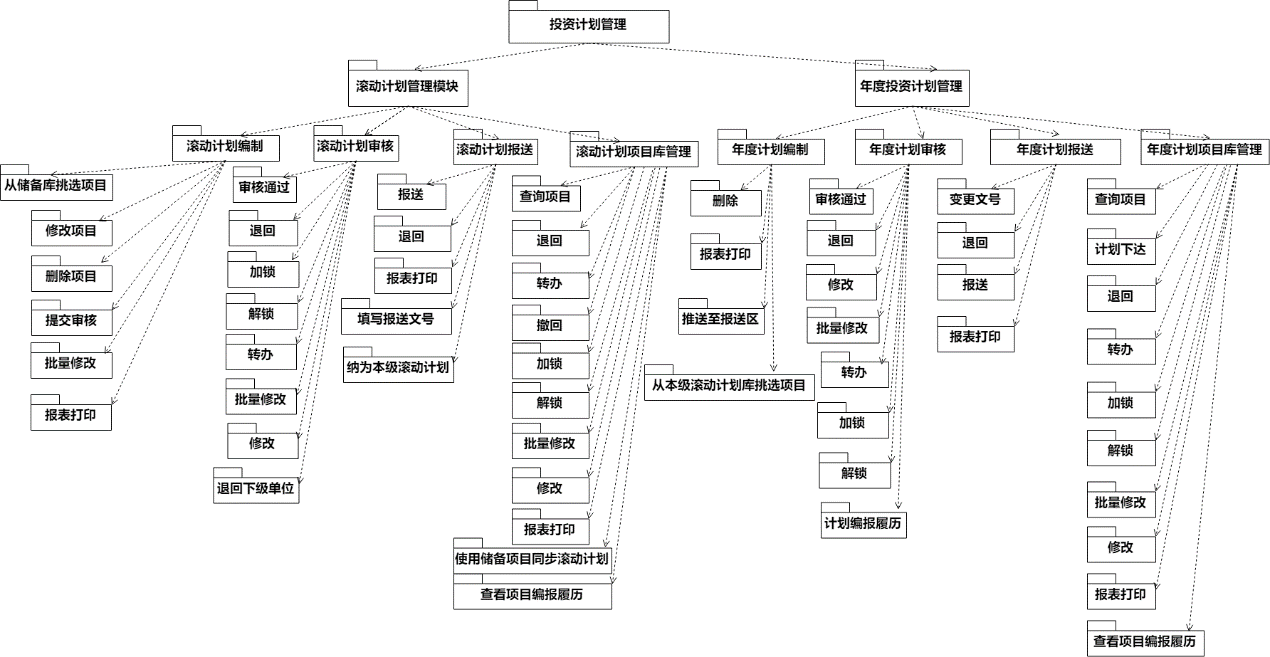 投资计划管理
滚动计划管理模块
年度投资计划管理
滚动计划编制
滚动计划审核
滚动计划报送
滚动计划项目库管理
年度计划编制
年度计划审核
年度计划报送
年度计划项目库管理
从储备库挑选项目
修改项目
删除项目
提交审核
批量修改
报表打印
审核通过
退回
加锁
解锁
转办
批量修改
修改
退回下级单位
报送
退回
报表打印
填写报送文号
纳为本级滚动计划
查询项目
退回
转办
撤回
加锁
解锁
批量修改
修改
报表打印
使用储备项目同步滚动计划
查看项目编报履历
删除
报表打印
推送至报送区
从本级滚动计划库挑选项目
审核通过
退回
修改
批量修改
转办
加锁
解锁
计划编报履历
变更文号
退回
报送
报表打印
查询项目
计划下达
退回
转办
加锁
解锁
批量修改
修改
报表打印
查看项目编报履历